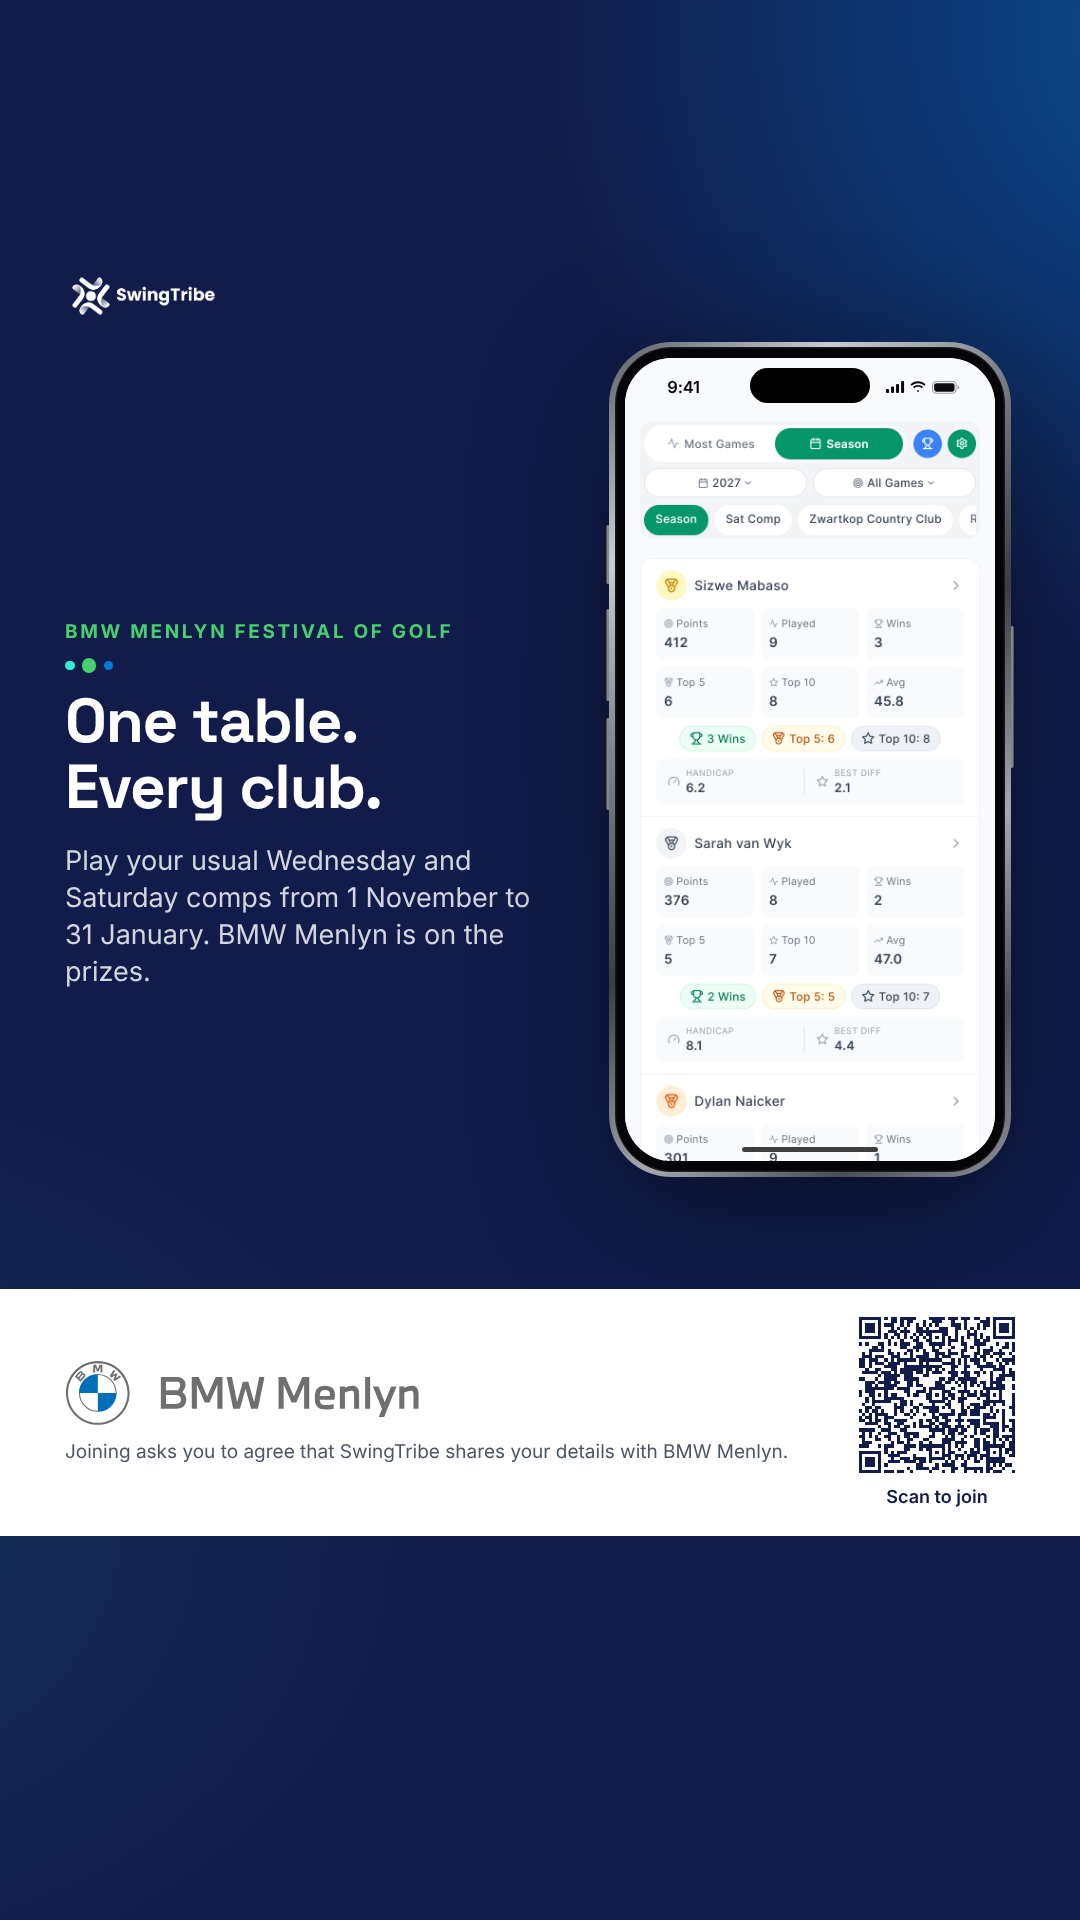 SwingTribe
BMW MENLYN FESTIVAL OF GOLF
One table.
Every club.
Play your usual Wednesday and
Saturday comps from 1 November to
31 January. BMW Menlyn is on the
prizes.
9:41
Most Games Season
2027 All Games
Season Sat Comp Zwartkop Country Club R
Sizwe Mabaso
Points Played Wins
412 9 3
Top 5 Top 10 Avg
6 8 45.8
3 Wins Top 5: 6 Top 10: 8
HANDICAP BEST DIFF
6.2 2.1
Sarah van Wyk
Points Played Wins
376 8 2
Top 5 Top 10 Avg
5 7 47.0
2 Wins Top 5: 5 Top 10: 7
HANDICAP BEST DIFF
8.1 4.4
Dylan Naicker
Points Played Wins
301 9 1
BMW
BMW Menlyn
Joining asks you to agree that SwingTribe shares your details with BMW Menlyn.
Scan to join